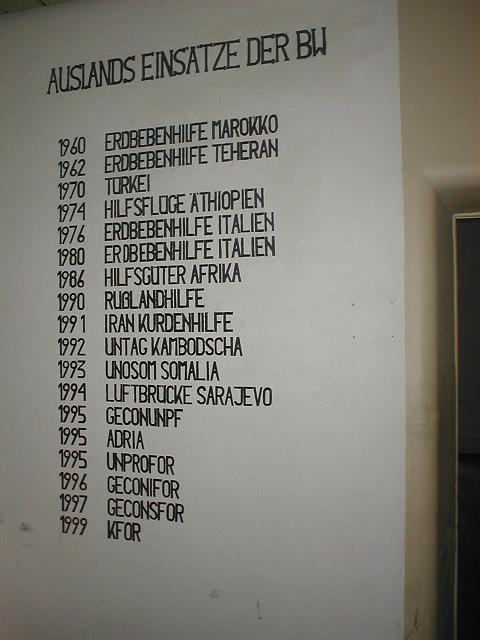 AUSLANDS EINSÄTZE DER BW
1960 ERDBEBENHILFE MAROKKO
1962 ERDBEBENHILFE TEHERAN
1970 TÜRKEI
1974 HILFSFLÜGE ÄTHIOPIEN
1976 ERDBEBENHILFE ITALIEN
1980 ERDBEBENHILFE ITALIEN
1986 HILFSGÜTER AFRIKA
1990 RUßLANDHILFE
1991 IRAN KURDENHILFE
1992 UNTAG KAMBODSCHA
1993 UNOSOM SOMALIA
1994 LUFTBRÜCKE SARAJEVO
1995 GECONUNPF
1995 ADRIA
1995 UNPROFOR
1996 GECONIFOR
1997 GECONSFOR
1999 KFOR